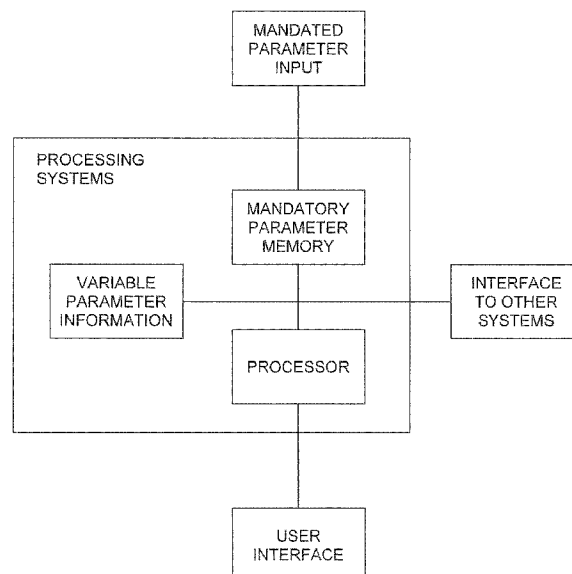 MANDATED
PARAMETER
INPUT
PROCESSING
SYSTEMS
MANDATORY
PARAMETER
MEMORY
VARIABLE
PARAMETER
INFORMATION
INTERFACE
TO OTHER
SYSTEMS
PROCESSOR
USER
INTERFACE